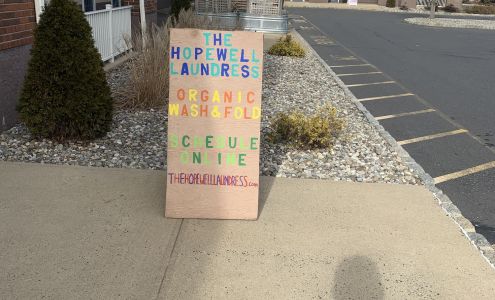 THE
HOPEWELL
LAUNDRESS
ORGANIC
WASH & FOLD
SCHEDULE
ONLINE
THEHOPEWELLLAUNDRESS.com